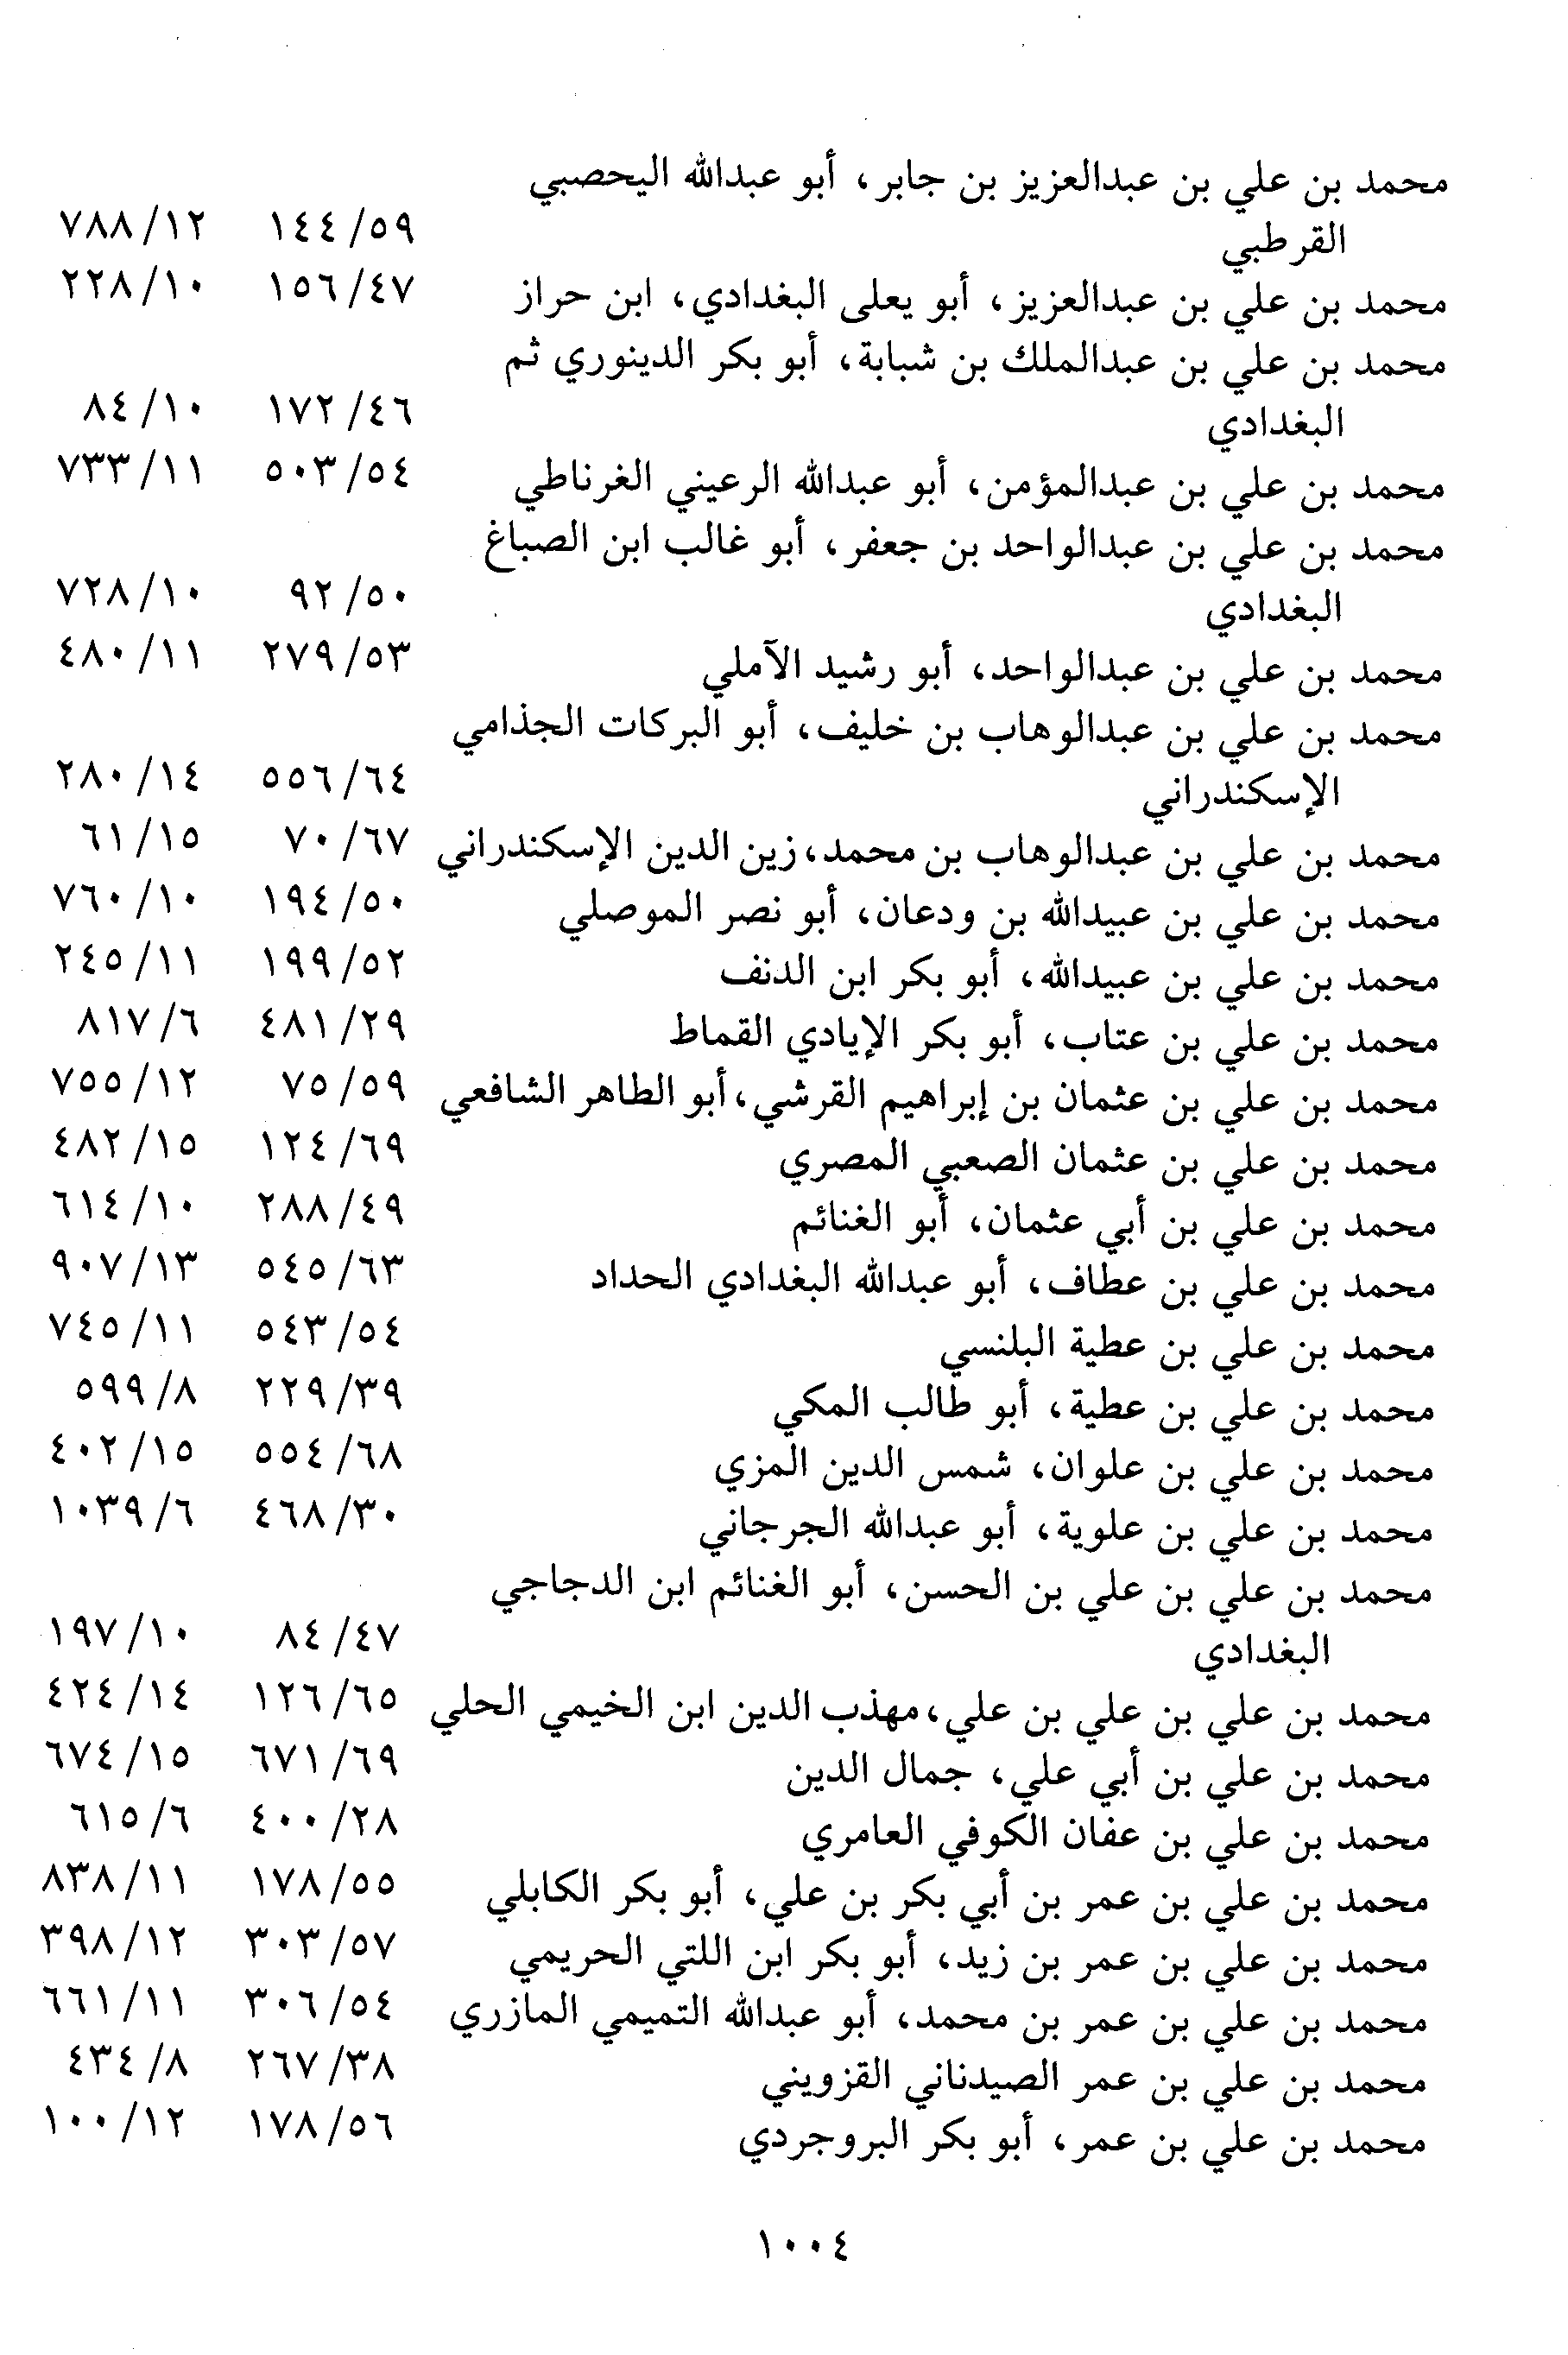 محمد بن علي بن عبدالعزيز بن جابر، أبو عبدالله اليحصبي
القرطبي ١٤٤/٥٩ ٧٨٨/١٢
محمد بن علي بن عبدالعزيز، أبو يعلى البغدادي، ابن حراز ١٥٦/٤٧ ٢٢٨/١٠
محمد بن علي بن عبدالملك بن شبابة، أبو بكر الدينوري ثم
البغدادي ١٧٢/٤٦ ٨٤/١٠
محمد بن علي بن عبدالمؤمن، أبو عبدالله الرعيني الغرناطي ٥٠٣/٥٤ ٧٣٣/١١
محمد بن علي بن عبدالواحد بن جعفر، أبو غالب ابن الصباغ
البغدادي ٩٢/٥٠ ٧٢٨/١٠
محمد بن علي بن عبدالواحد، أبو رشيد الآملي ٢٧٩/٥٣ ٤٨٠/١١
محمد بن علي بن عبدالوهاب بن خليف، أبو البركات الجذامي
الإسكندراني ٥٥٦/٦٤ ٢٨٠/١٤
محمد بن علي بن عبدالوهاب بن محمد، زين الدين الإسكندراني ٧٠/٦٧ ٦١/١٥
محمد بن علي بن عبيدالله بن ودعان، أبو نصر الموصلي ١٩٤/٥٠ ٧٦٠/١٠
محمد بن علي بن عبيدالله، أبو بكر ابن الدنف ١٩٩/٥٢ ٢٤٥/١١
محمد بن علي بن عتاب، أبو بكر الإيادي القماط ٤٨١/٢٩ ٨١٧/٦
محمد بن علي بن عثمان بن إبراهيم القرشي، أبو الطاهر الشافعي ٧٥/٥٩ ٧٥٥/١٢
محمد بن علي بن عثمان الصعبي المصري ١٢٤/٦٩ ٤٨٢/١٥
محمد بن علي بن أبي عثمان، أبو الغنائم ٢٨٨/٤٩ ٦١٤/١٠
محمد بن علي بن عطاف، أبو عبدالله البغدادي الحداد ٥٤٥/٦٣ ٩٠٧/١٣
محمد بن علي بن عطية البلنسي ٥٤٣/٥٤ ٧٤٥/١١
محمد بن علي بن عطية، أبو طالب المكي ٢٢٩/٣٩ ٥٩٩/٨
محمد بن علي بن علوان، شمس الدين المزي ٥٥٤/٦٨ ٤٠٢/١٥
محمد بن علي بن علوية، أبو عبدالله الجرجاني ٤٦٨/٣٠ ١٠٣٩/٦
محمد بن علي بن علي بن الحسن، أبو الغنائم ابن الدجاجي
البغدادي ٨٤/٤٧ ١٩٧/١٠
محمد بن علي بن علي بن علي، مهذب الدين ابن الخيمي الحلي ١٢٦/٦٥ ٤٢٤/١٤
محمد بن علي بن أبي علي، جمال الدين ٦٧١/٦٩ ٦٧٤/١٥
محمد بن علي بن عفان الكوفي العامري ٤٠٠/٢٨ ٦١٥/٦
محمد بن علي بن عمر بن أبي بكر بن علي، أبو بكر الكابلي ١٧٨/٥٥ ٨٣٨/١١
محمد بن علي بن عمر بن زيد، أبو بكر ابن اللتي الحريمي ٣٠٣/٥٧ ٣٩٨/١٢
محمد بن علي بن عمر بن محمد، أبو عبدالله التميمي المازري ٣٠٦/٥٤ ٦٦١/١١
محمد بن علي بن عمر الصيدناني القزويني ٢٦٧/٣٨ ٤٣٤/٨
محمد بن علي بن عمر، أبو بكر البروجردي ١٧٨/٥٦ ١٠٠/١٢
١٠٠٤